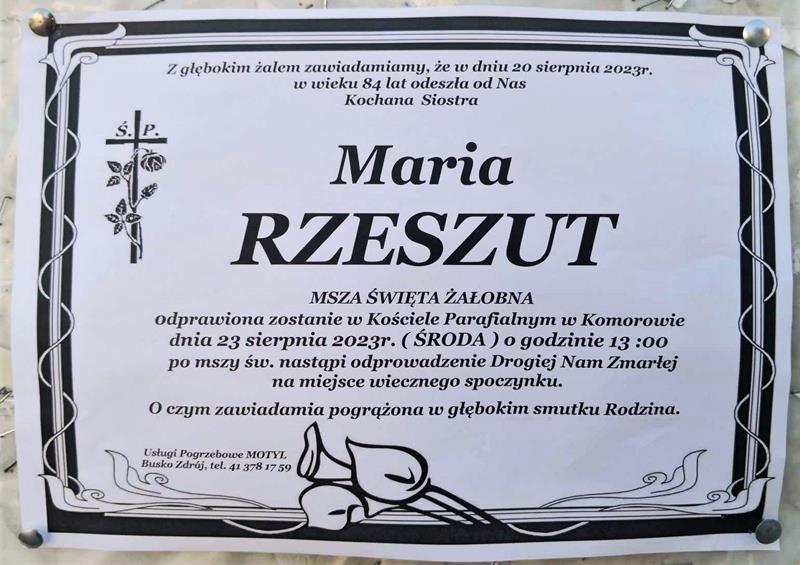 Z głębokim żalem zawiadamiamy, że w dniu 20 sierpnia 2023r.
w wieku 84 lat odeszła od Nas
Kochana Siostra
Ś. P.
Maria
RZESZUT
MSZA ŚWIĘTA ŻAŁOBNA
odprawiona zostanie w Kościele Parafialnym w Komorowie
dnia 23 sierpnia 2023r. ( ŚRODA ) o godzinie 13 :00
po mszy św. nastąpi odprowadzenie Drogiej Nam Zmarłej
na miejsce wiecznego spoczynku.
O czym zawiadamia pogrążona w głębokim smutku Rodzina.
Usługi Pogrzebowe MOTYL
Busko Zdrój, tel. 41 378 17 59